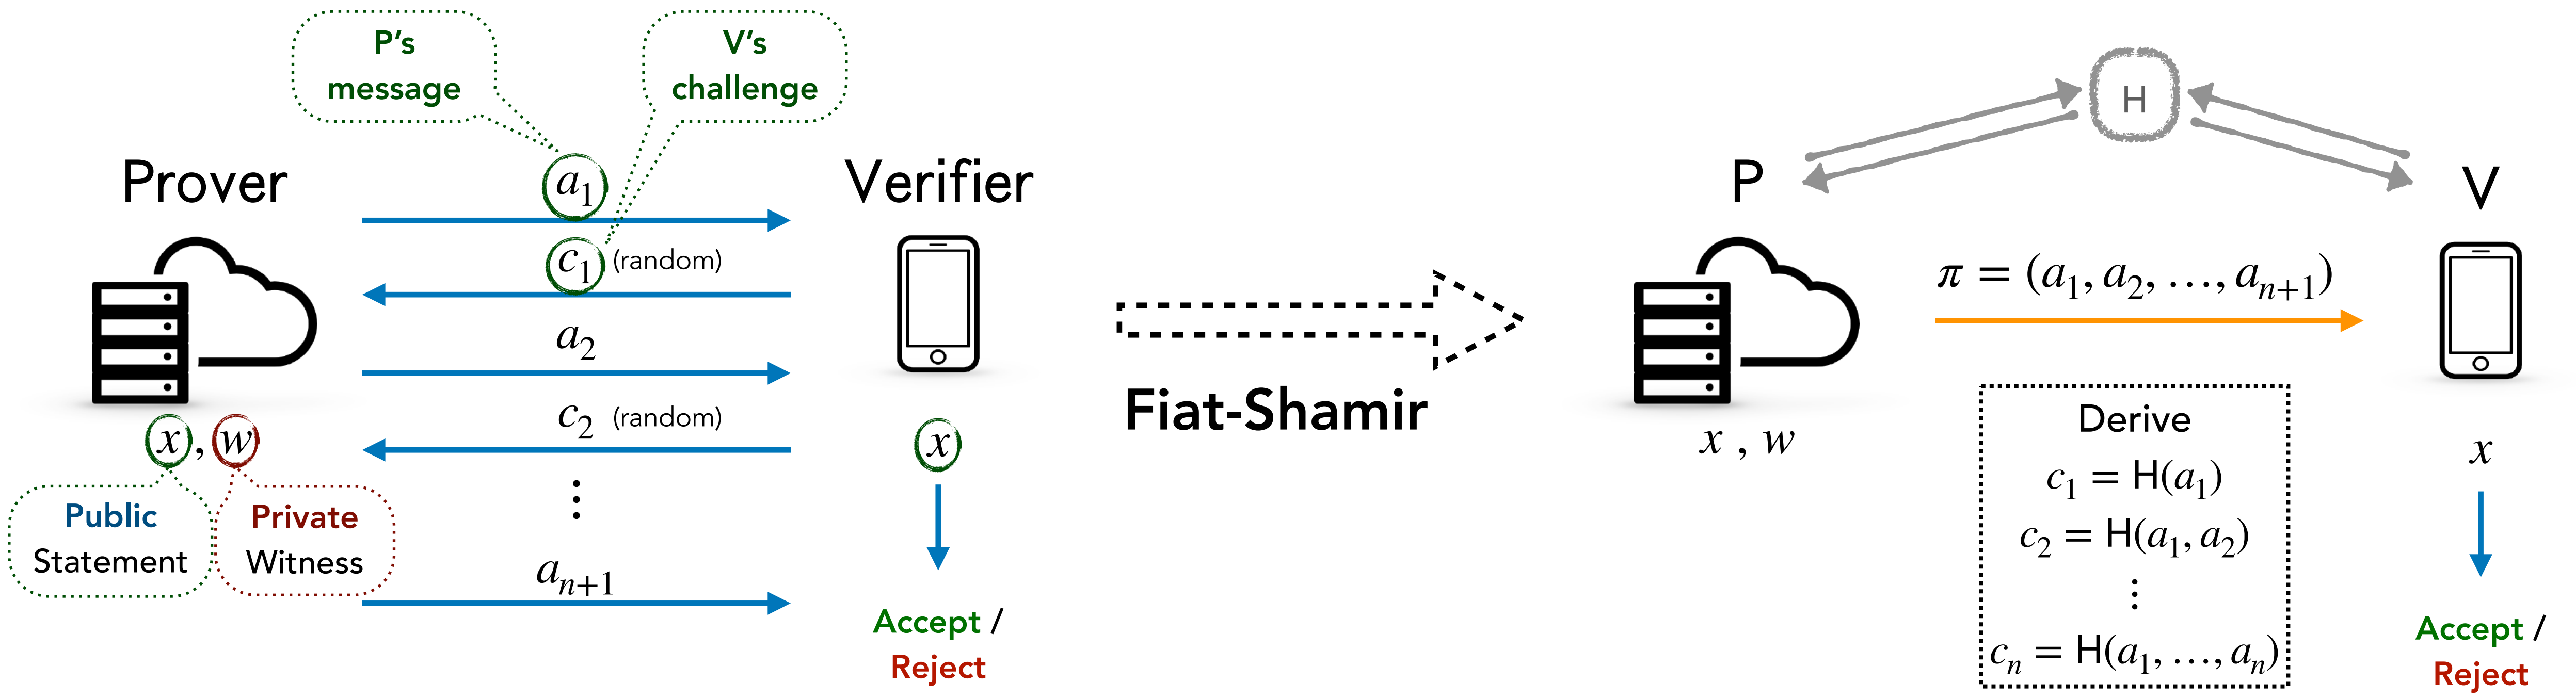 P's
message
V's
challenge
Prover
a₁
Verifier
c₁ (random)
a₂
c₂ (random)
x , w
x
Public
Statement
Private
Witness
⋮
aₙ₊₁
Accept /
Reject
Fiat-Shamir
H
P
V
π = (a₁, a₂, …, aₙ₊₁)
x , w
x
Derive
c₁ = H(a₁)
c₂ = H(a₁, a₂)
⋮
cₙ = H(a₁, …, aₙ)
Accept /
Reject